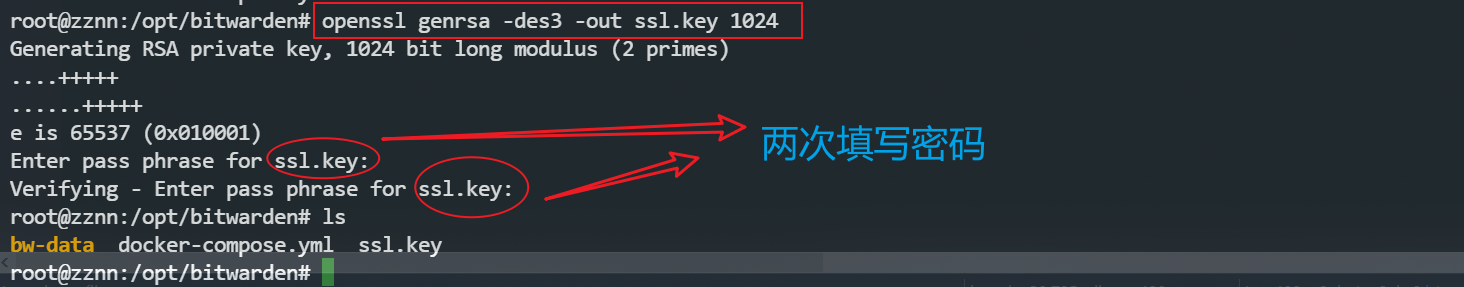 root@zznn:/opt/bitwarden# openssl genrsa -des3 -out ssl.key 1024
Generating RSA private key, 1024 bit long modulus (2 primes)
....+++++
......+++++
e is 65537 (0x010001)
两次填写密码
Enter pass phrase for ssl.key:
Verifying - Enter pass phrase for ssl.key:
root@zznn:/opt/bitwarden# ls
bw-data  docker-compose.yml  ssl.key
root@zznn:/opt/bitwarden#